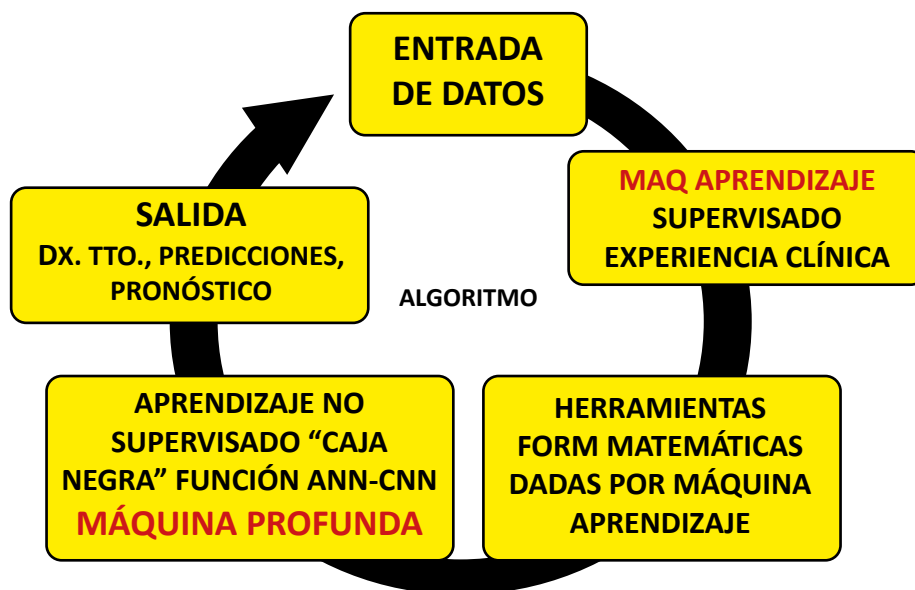 ENTRADA
DE DATOS
MAQ APRENDIZAJE
SUPERVISADO
EXPERIENCIA CLÍNICA
HERRAMIENTAS
FORM MATEMÁTICAS
DADAS POR MÁQUINA
APRENDIZAJE
APRENDIZAJE NO
SUPERVISADO “CAJA
NEGRA” FUNCIÓN ANN-CNN
MÁQUINA PROFUNDA
SALIDA
DX. TTO., PREDICCIONES,
PRONÓSTICO
ALGORITMO